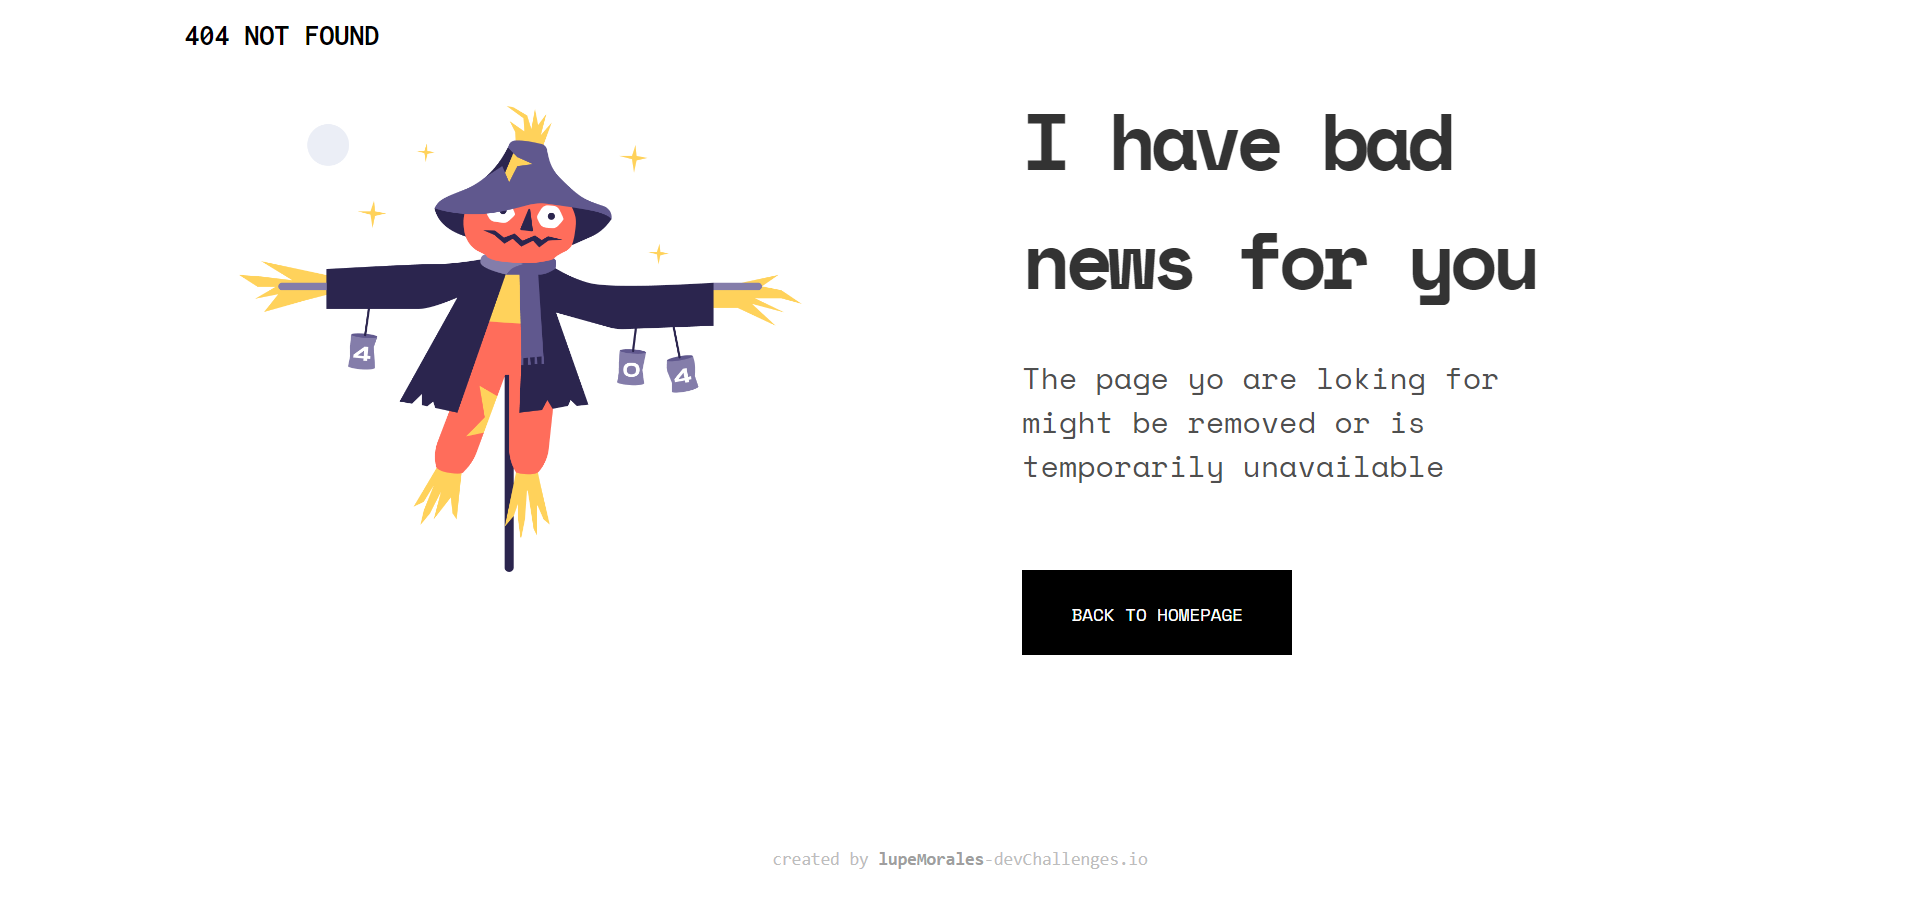 404 NOT FOUND
I have bad
news for you
4
0
4
The page yo are loking for
might be removed or is
temporarily unavailable
BACK TO HOMEPAGE
created by lupeMorales-devChallenges.io